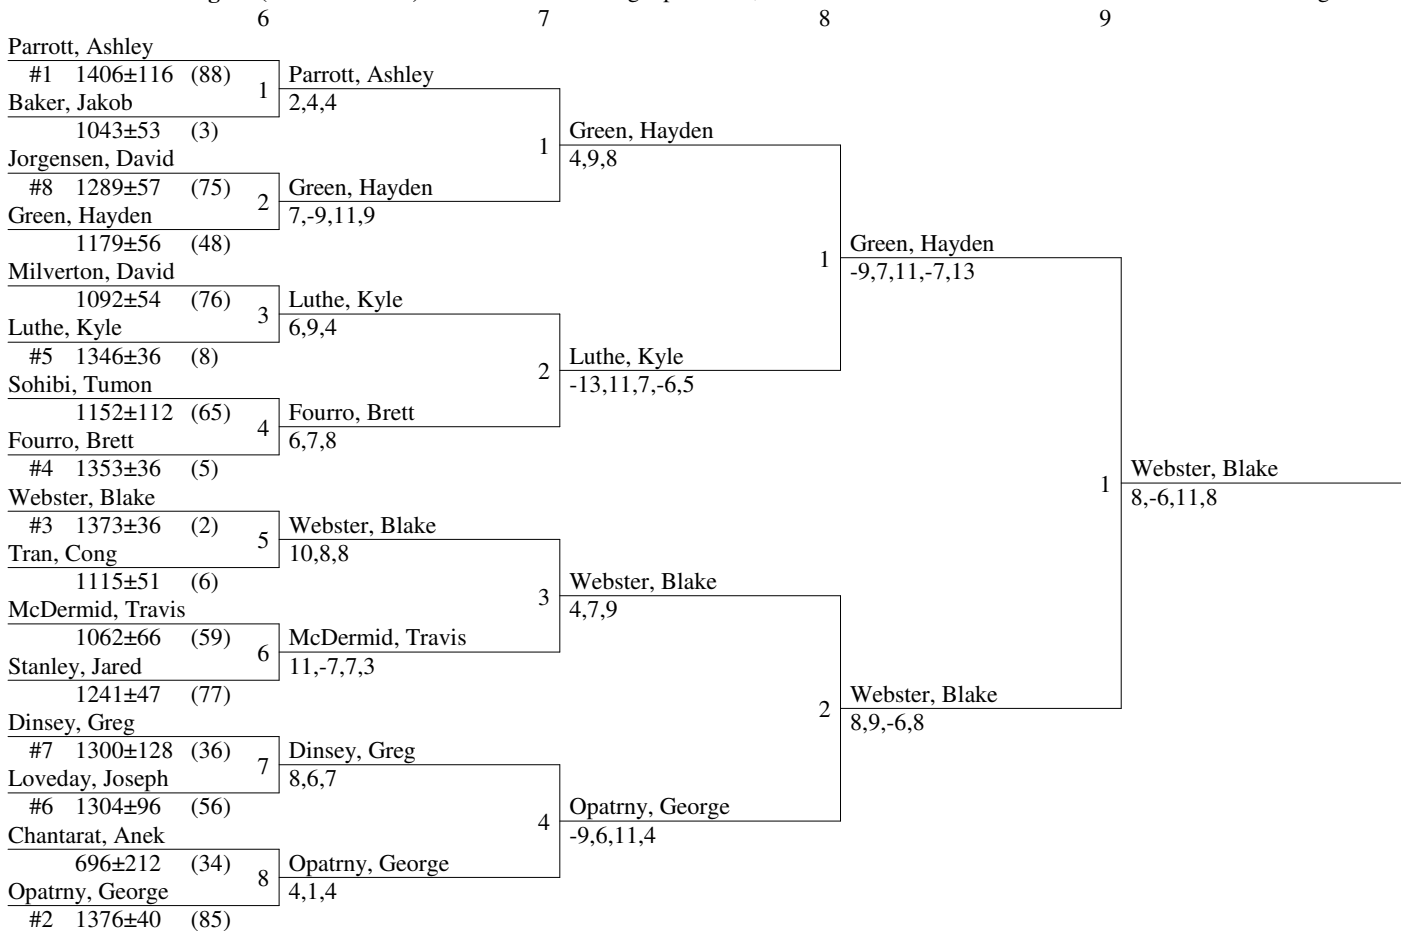 6 7 8 9
Parrott, Ashley
#1 1406±116 (88)
1 Parrott, Ashley
Baker, Jakob
2,4,4
1043±53 (3)
1 Green, Hayden
4,9,8
Jorgensen, David
#8 1289±57 (75)
2 Green, Hayden
Green, Hayden
7,-9,11,9
1179±56 (48)
1 Green, Hayden
-9,7,11,-7,13
Milverton, David
1092±54 (76)
3 Luthe, Kyle
Luthe, Kyle
6,9,4
#5 1346±36 (8)
2 Luthe, Kyle
-13,11,7,-6,5
Sohibi, Tumon
1152±112 (65)
4 Fourro, Brett
Fourro, Brett
6,7,8
#4 1353±36 (5)
1 Webster, Blake
8,-6,11,8
Webster, Blake
#3 1373±36 (2)
5 Webster, Blake
Tran, Cong
10,8,8
1115±51 (6)
3 Webster, Blake
4,7,9
McDermid, Travis
1062±66 (59)
6 McDermid, Travis
Stanley, Jared
11,-7,7,3
1241±47 (77)
2 Webster, Blake
8,9,-6,8
Dinsey, Greg
#7 1300±128 (36)
7 Dinsey, Greg
Loveday, Joseph
8,6,7
#6 1304±96 (56)
4 Opatrny, George
-9,6,11,4
Chantarat, Anek
696±212 (34)
8 Opatrny, George
Opatrny, George
4,1,4
#2 1376±40 (85)